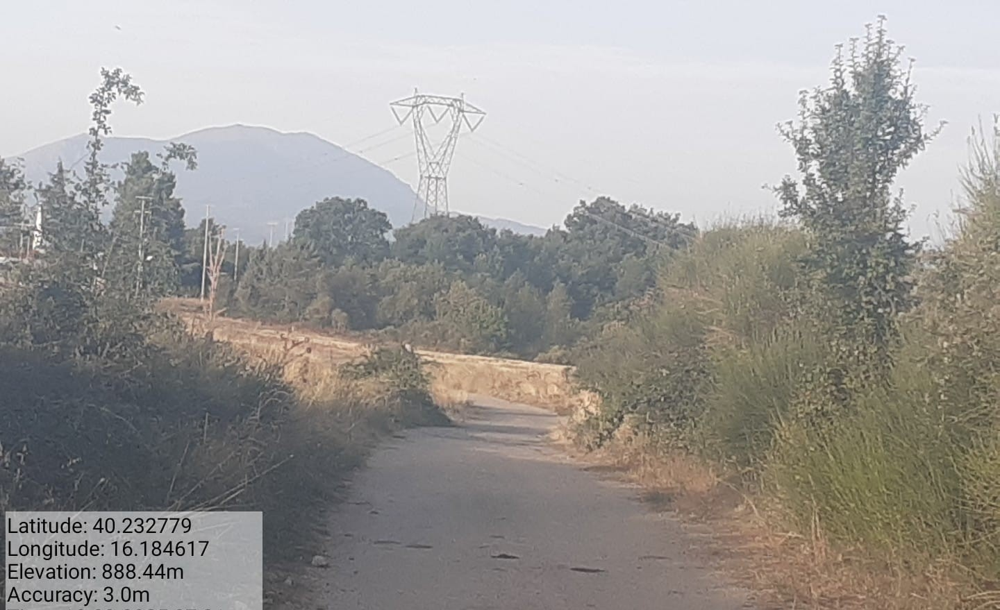 Latitude: 40.232779
Longitude: 16.184617
Elevation: 888.44m
Accuracy: 3.0m